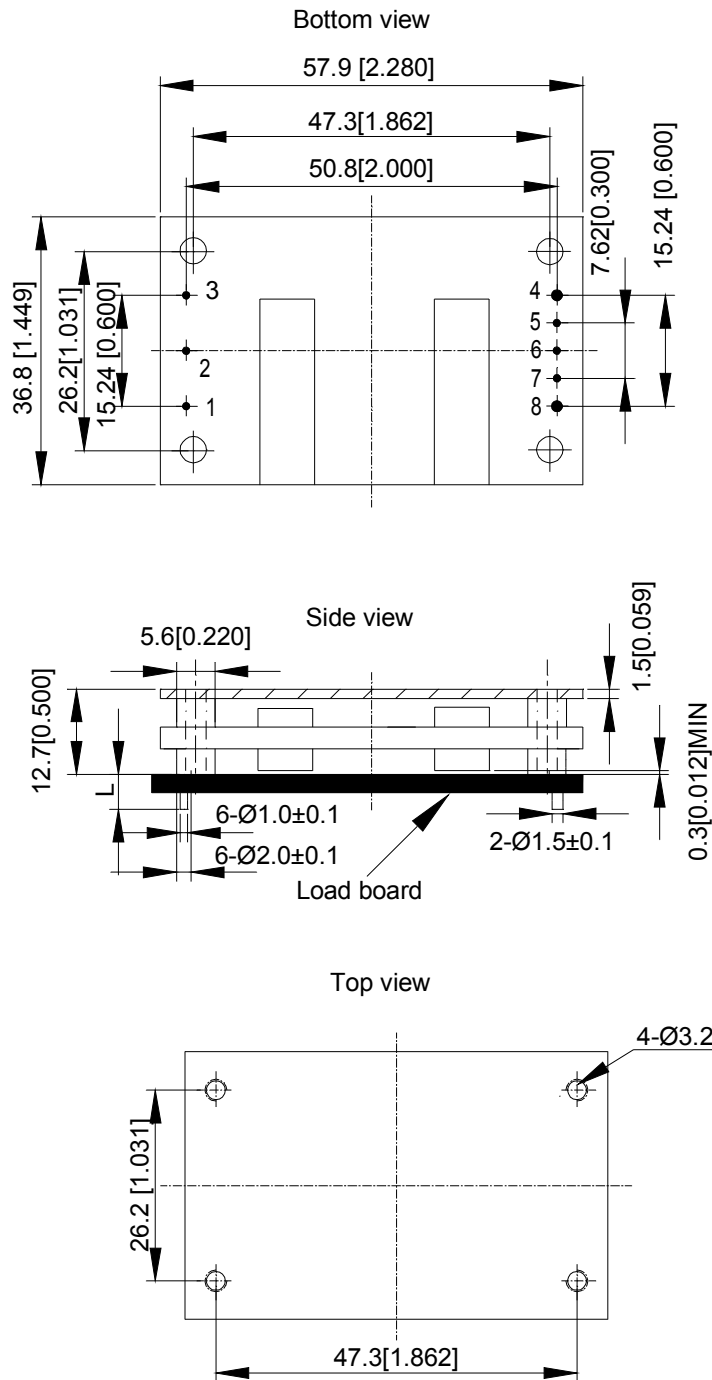 Bottom view
57.9 [2.280]
47.3[1.862]
50.8[2.000]
7.62[0.300]
15.24 [0.600]
36.8 [1.449]
26.2[1.031]
15.24 [0.600]
3
2
1
4
5
6
7
8
Side view
5.6[0.220]
1.5[0.059]
12.7[0.500]
L
0.3[0.012]MIN
6-Ø1.0±0.1
2-Ø1.5±0.1
6-Ø2.0±0.1
Load board
Top view
4-Ø3.2
26.2 [1.031]
47.3[1.862]